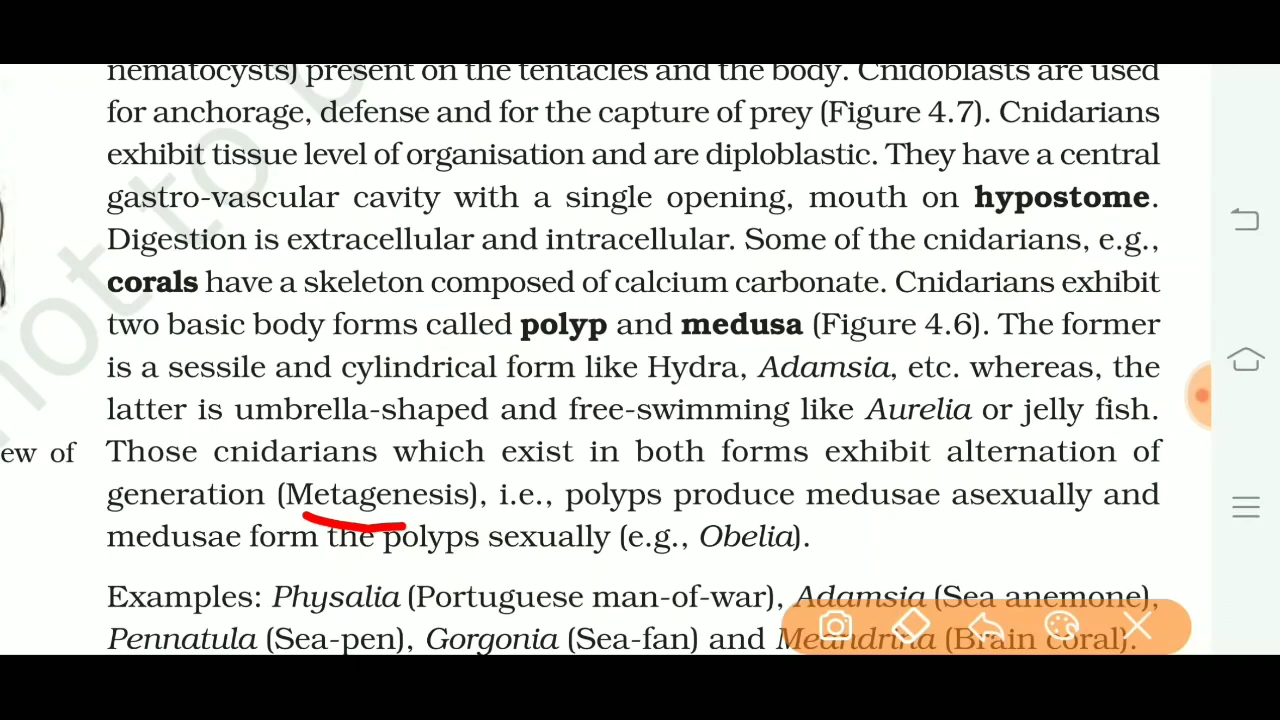 nematocysts) present on the tentacles and the body. Cnidoblasts are used
for anchorage, defense and for the capture of prey (Figure 4.7). Cnidarians
exhibit tissue level of organisation and are diploblastic. They have a central
gastro-vascular cavity with a single opening, mouth on hypostome.
Digestion is extracellular and intracellular. Some of the cnidarians, e.g.,
corals have a skeleton composed of calcium carbonate. Cnidarians exhibit
two basic body forms called polyp and medusa (Figure 4.6). The former
is a sessile and cylindrical form like Hydra, Adamsia, etc. whereas, the
latter is umbrella-shaped and free-swimming like Aurelia or jelly fish.
ew of Those cnidarians which exist in both forms exhibit alternation of
generation (Metagenesis), i.e., polyps produce medusae asexually and
medusae form the polyps sexually (e.g., Obelia).
Examples: Physalia (Portuguese man-of-war), Adamsia (Sea anemone),
Pennatula (Sea-pen), Gorgonia (Sea-fan) and Meandrina (Brain coral).
not to b